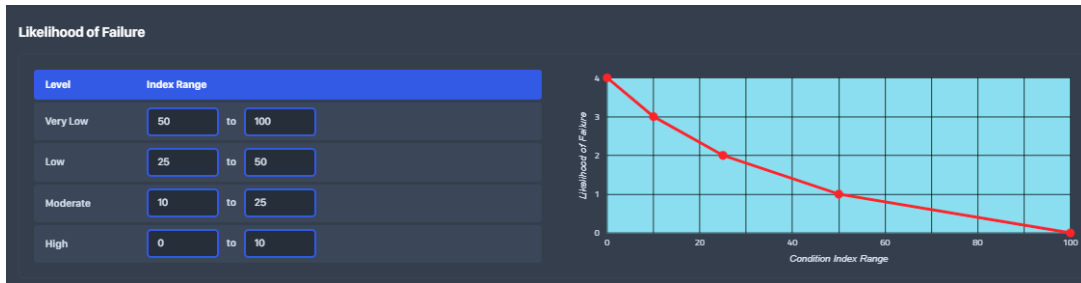 Likelihood of Failure
Level Index Range
Very Low 50 to 100
Low 25 to 50
Moderate 10 to 25
High 0 to 10
Likelihood of Failure
4
3
2
1
0
0 20 40 60 80 100
Condition Index Range